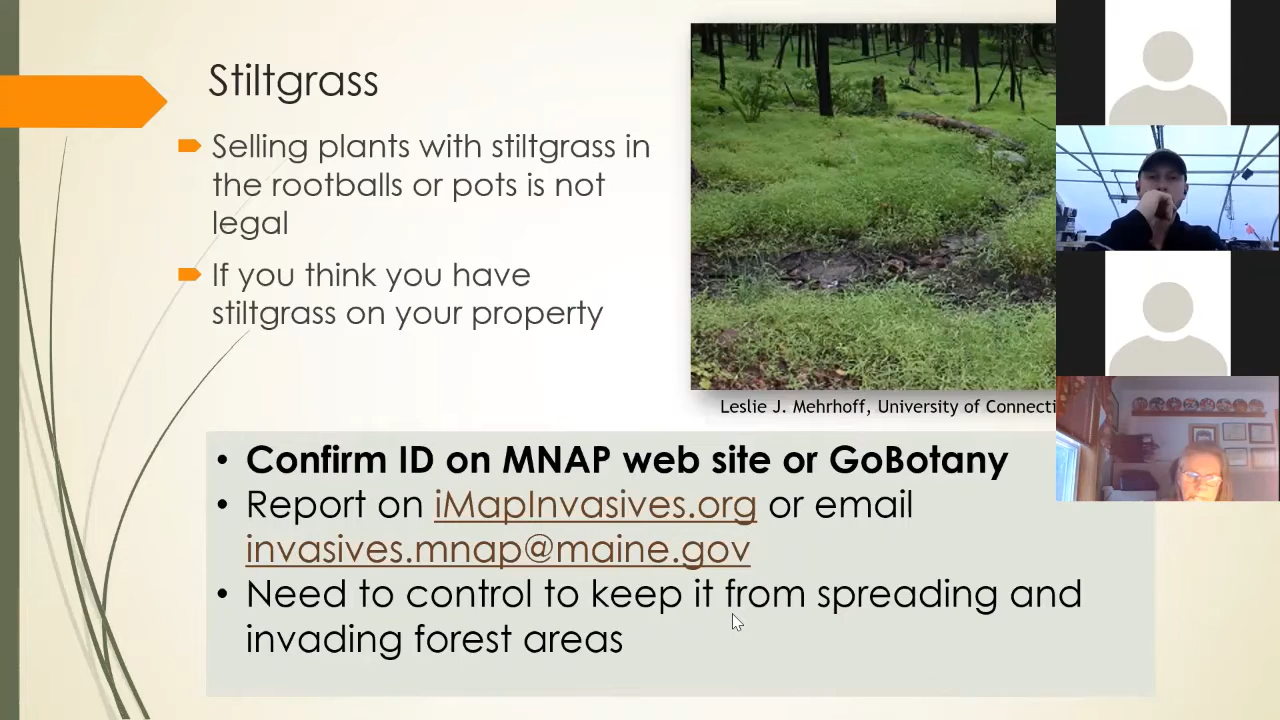 Stiltgrass
Selling plants with stiltgrass in
the rootballs or pots is not
legal
If you think you have
stiltgrass on your property
Leslie J. Mehrhoff, University of Connecti
• Confirm ID on MNAP web site or GoBotany
• Report on iMapInvasives.org or email
invasives.mnap@maine.gov
• Need to control to keep it from spreading and
invading forest areas